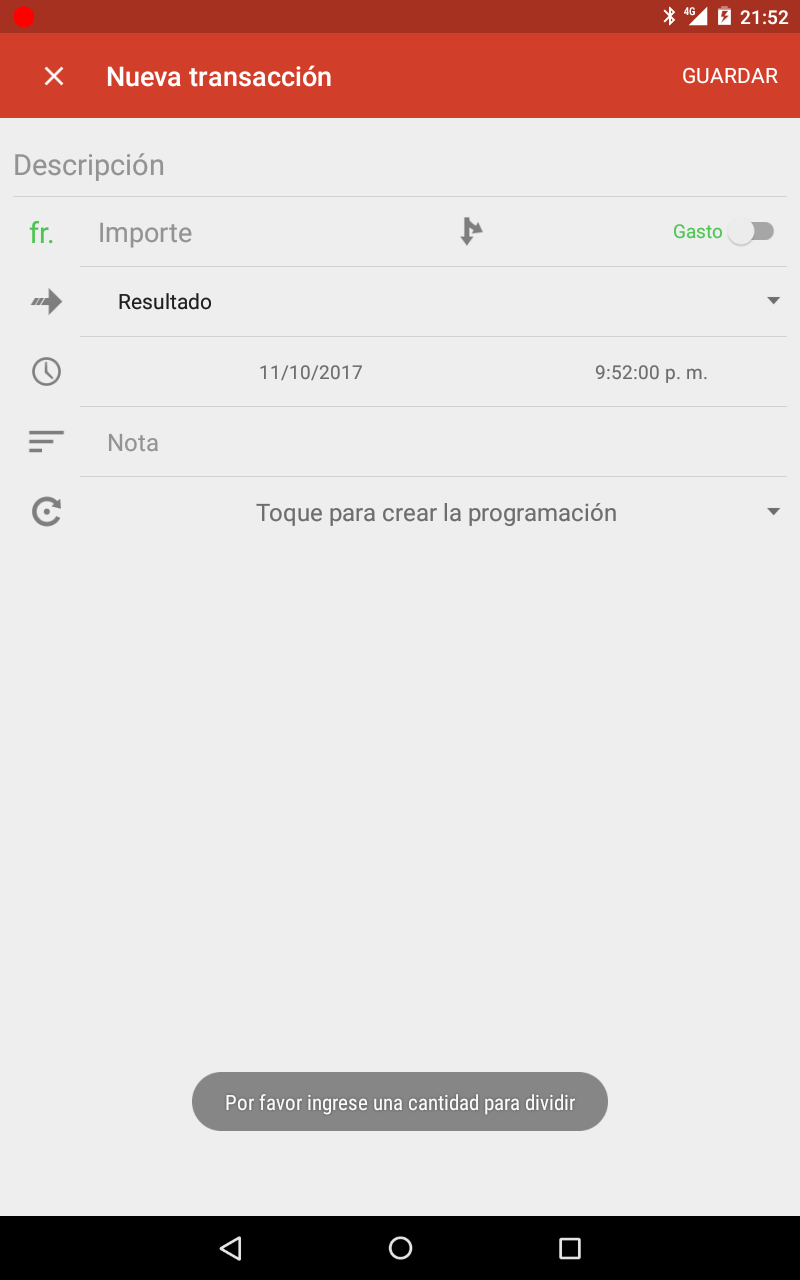 4G 21:52
Nueva transacción GUARDAR
Descripción
fr. Importe Gasto
Resultado
11/10/2017 9:52:00 p. m.
Nota
Toque para crear la programación
Por favor ingrese una cantidad para dividir